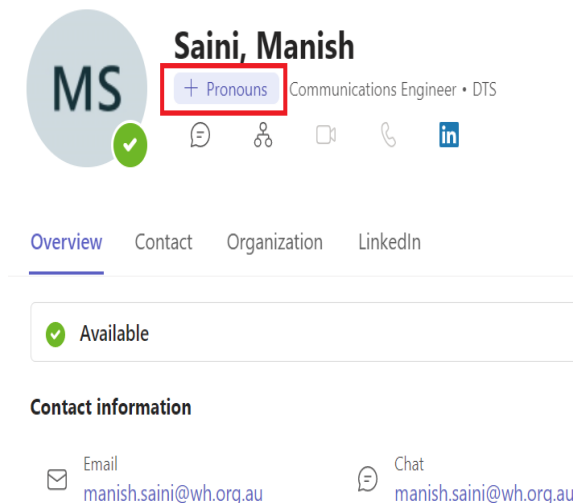 MS
Saini, Manish
+ Pronouns Communications Engineer • DTS
in
Overview Contact Organization LinkedIn
Available
Contact information
Email Chat
manish.saini@wh.org.au manish.saini@wh.org.au